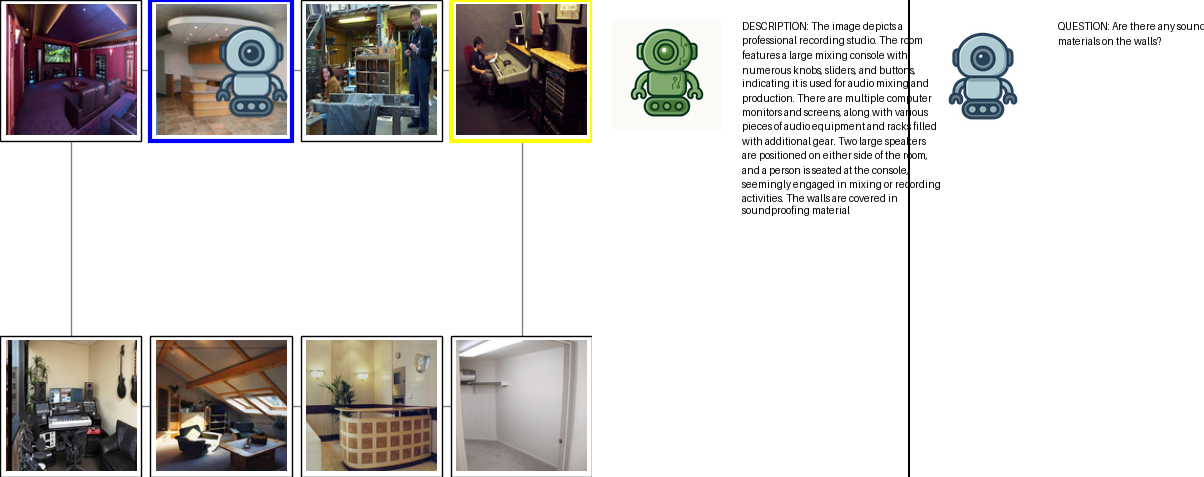 DESCRIPTION: The image depicts a
professional recording studio. The room
features a large mixing console with
numerous knobs, sliders, and buttons,
indicating it is used for audio mixing and
production. There are multiple computer
monitors and screens, along with various
pieces of audio equipment and racks filled
with additional gear. Two large speakers
are positioned on either side of the room,
and a person is seated at the console,
seemingly engaged in mixing or recording
activities. The walls are covered in
soundproofing material.
QUESTION: Are there any sound
materials on the walls?